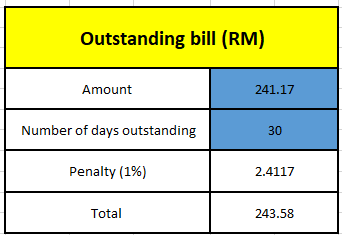 Outstanding bill (RM)
Amount 241.17
Number of days outstanding 30
Penalty (1%) 2.4117
Total 243.58